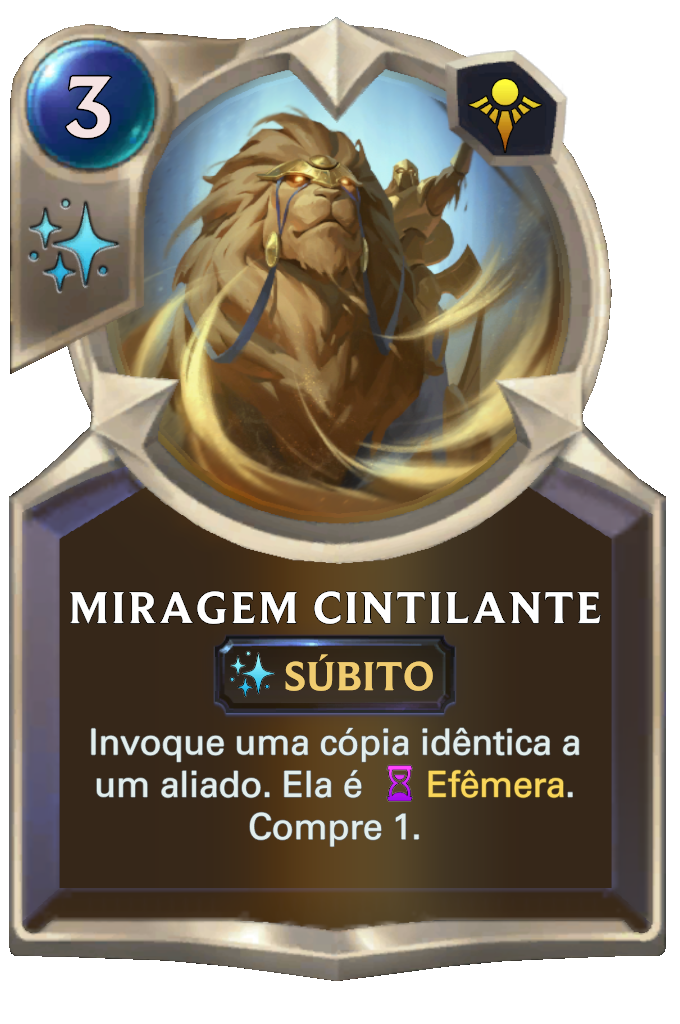 3
MIRAGEM CINTILANTE
SÚBITO
Invoque uma cópia idêntica a
um aliado. Ela é Efêmera.
Compre 1.